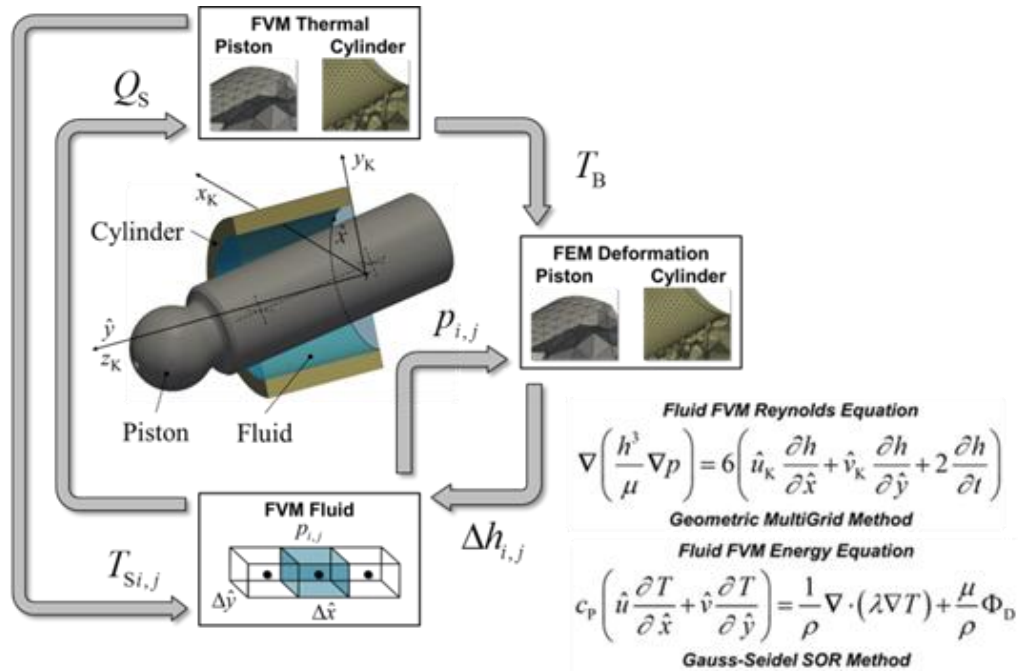 FVM Thermal
Piston Cylinder
Q_S
T_B
y_K
x_K
x̂
Cylinder
FEM Deformation
Piston Cylinder
ŷ
z_K
p_{i,j}
Piston
Fluid
Fluid FVM Reynolds Equation
∇(h³/μ ∇p) = 6(û_K ∂h/∂x̂ + v̂_K ∂h/∂ŷ + 2 ∂h/∂t)
Geometric MultiGrid Method
FVM Fluid
p_{i,j}
Δŷ
Δx̂
T_{Si,j}
Δh_{i,j}
Fluid FVM Energy Equation
c_P(û ∂T/∂x̂ + v̂ ∂T/∂ŷ) = 1/ρ ∇·(λ∇T) + μ/ρ Φ_D
Gauss-Seidel SOR Method